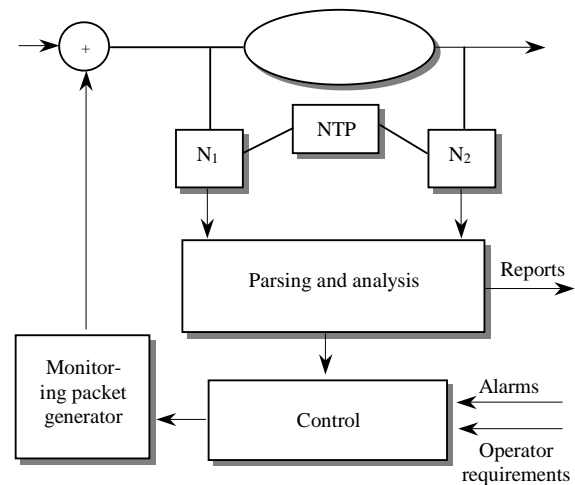 +
NTP
N1
N2
Parsing and analysis
Reports
Monitor-
ing packet
generator
Control
Alarms
Operator
requirements